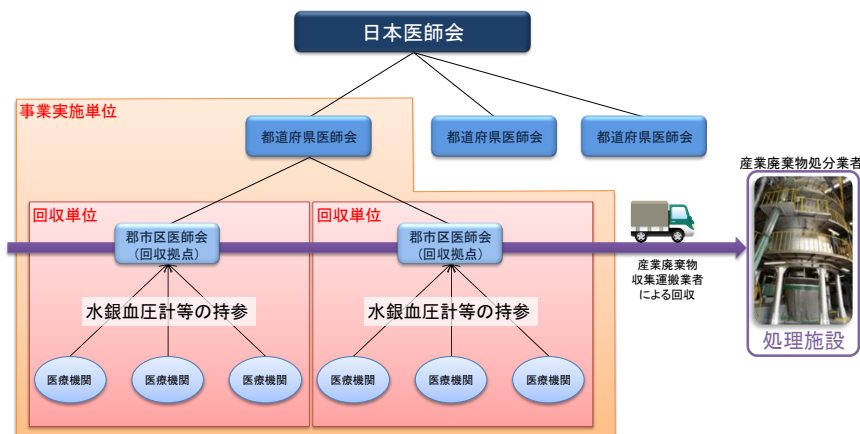 日本医師会
事業実施単位
都道府県医師会
都道府県医師会
都道府県医師会
産業廃棄物処分業者
回収単位
回収単位
郡市区医師会
(回収拠点)
郡市区医師会
(回収拠点)
産業廃棄物
収集運搬業者
による回収
水銀血圧計等の持参
水銀血圧計等の持参
処理施設
医療機関
医療機関
医療機関
医療機関
医療機関
医療機関